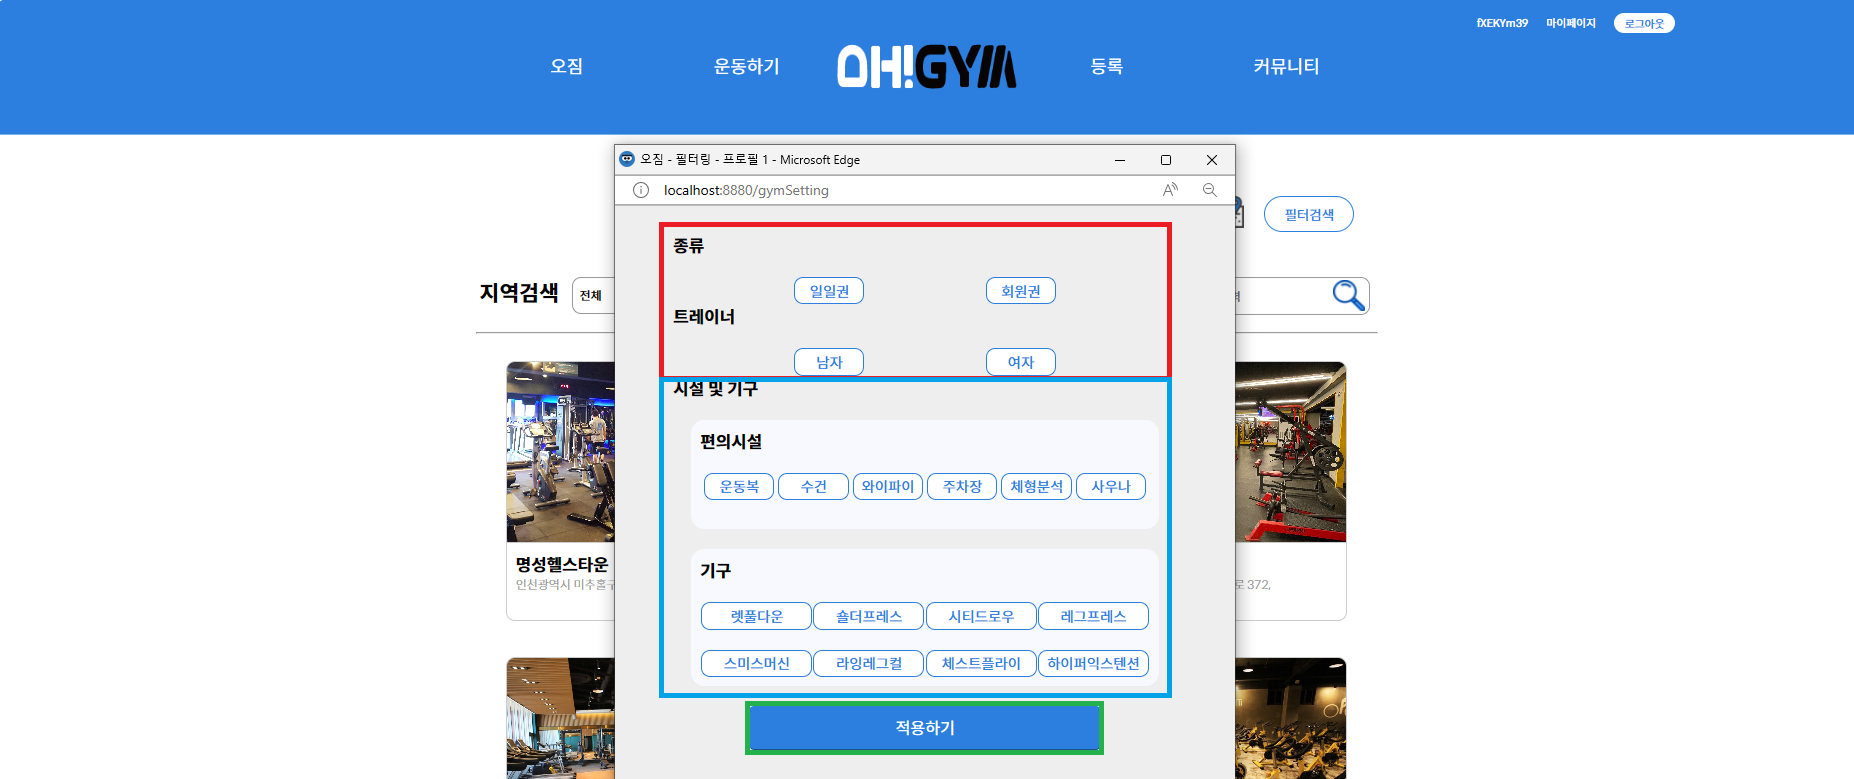 fXEKYm39 마이페이지 로그아웃
오짐 운동하기 OH!GYM 등록 커뮤니티
오짐 - 필터링 - 프로필 1 - Microsoft Edge
localhost:8880/gymSetting
필터검색
지역검색 전체
종류
일일권 회원권
트레이너
남자 여자
시설 및 기구
편의시설
운동복 수건 와이파이 주차장 체형분석 사우나
기구
렛풀다운 숄더프레스 시티드로우 레그프레스
스미스머신 라잉레그컬 체스트플라이 하이퍼익스텐션
적용하기
명성헬스타운
인천광역시 미추홀구
로 372,